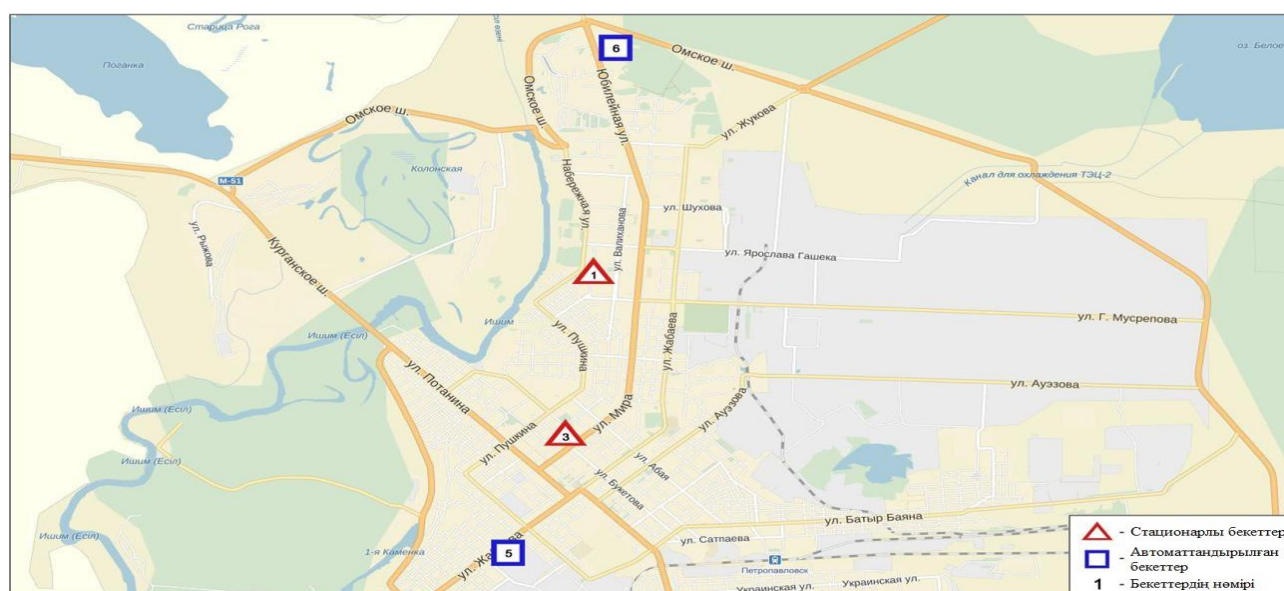 Старица Рога
Поганка
6
Омское ш.
оз. Белое
Юбилейная ул.
Омское ш.
Омское ш.
ул. Жукова
Колонская
Канал для охлаждения ТЭЦ-2
М-51
Набережная ул.
ул. Рыжкова
ул. Шухова
ул. Валиханова
ул. Ярослава Гашека
Курганское ш.
1
ул. Г. Мусрепова
Ишим
Ишим (Есіл)
ул. Пушкина
ул. Жабаева
ул. Потанина
ул. Ауэзова
ул. Мира
ул. Ауэзова
Ишим (Есіл)
3
ул. Пушкина
Ишим (Есіл)
ул. Абая
ул. Букетова
ул. Батыр Баяна
Ишим (Есіл)
1-я Каменка
5
ул. Сатпаева
Петропавловск
Украинская ул.
Украинская ул.
- Стационарлы бекеттер
- Автоматтандырылған
бекеттер
1 - Бекеттердің нөмірі